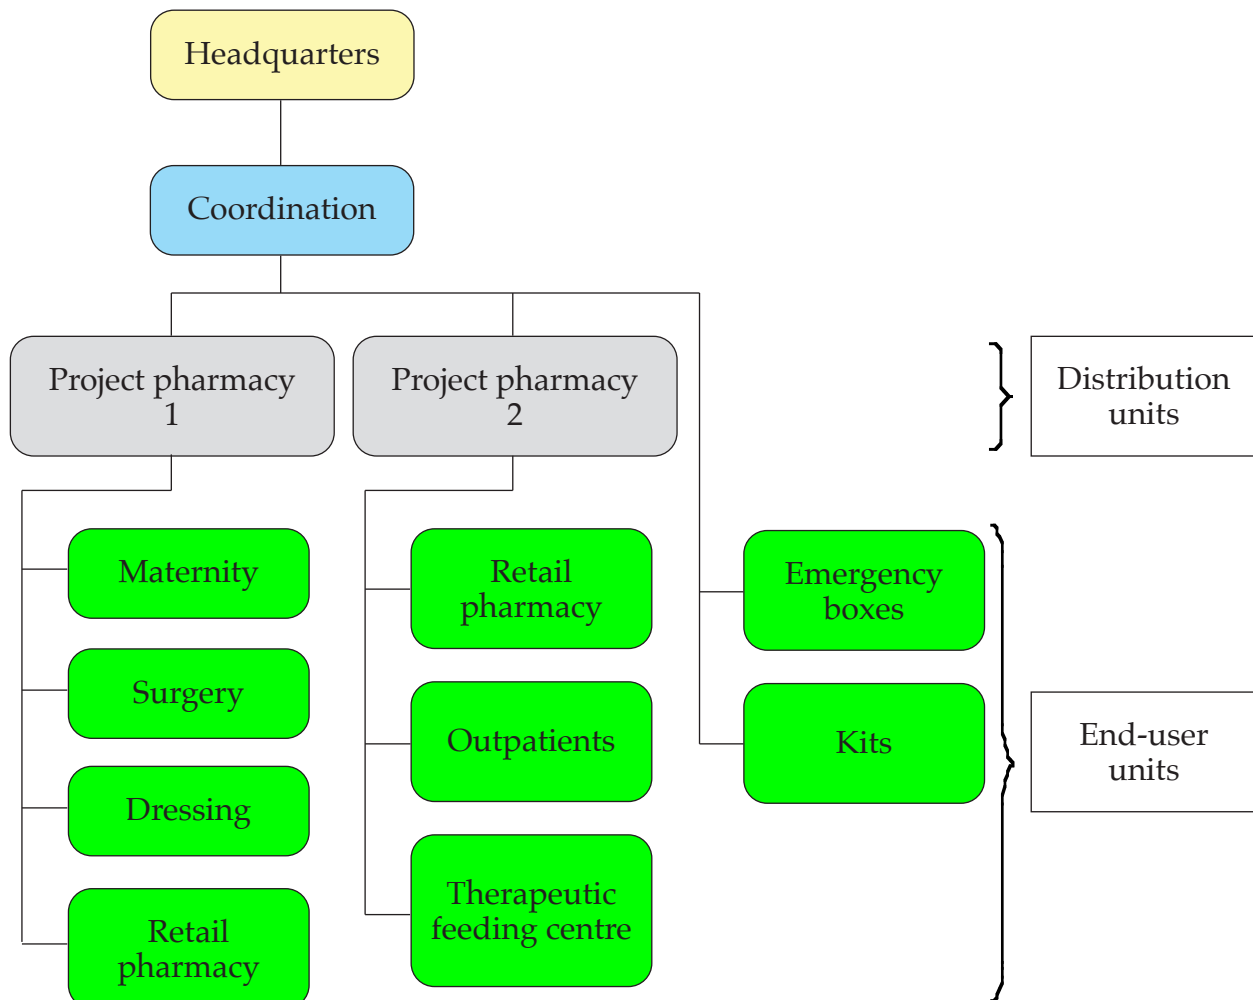 Headquarters
Coordination
Project pharmacy
1
Project pharmacy
2
Distribution
units
Maternity
Surgery
Dressing
Retail
pharmacy
Retail
pharmacy
Outpatients
Therapeutic
feeding centre
Emergency
boxes
Kits
End-user
units